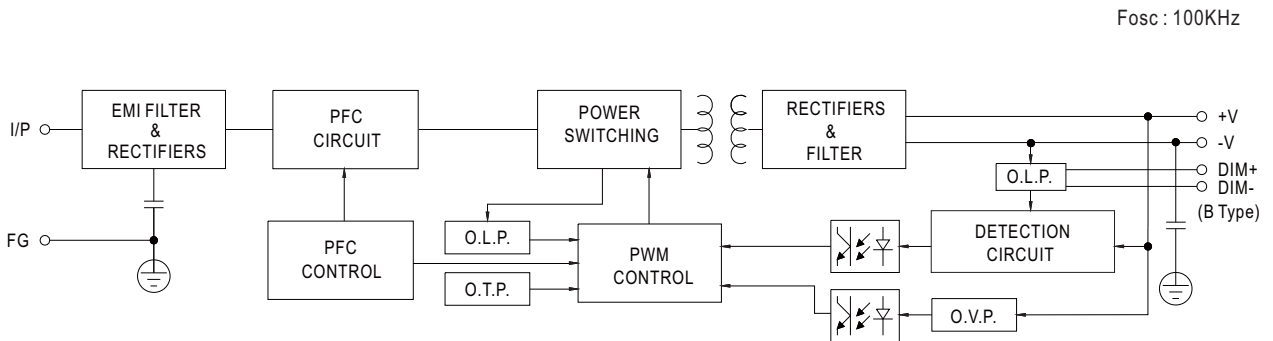 Fosc : 100KHz
I/P
EMI FILTER
&
RECTIFIERS
PFC
CIRCUIT
POWER
SWITCHING
RECTIFIERS
&
FILTER
+V
-V
DIM+
DIM-
(B Type)
O.L.P.
FG
PFC
CONTROL
O.L.P.
O.T.P.
PWM
CONTROL
DETECTION
CIRCUIT
O.V.P.